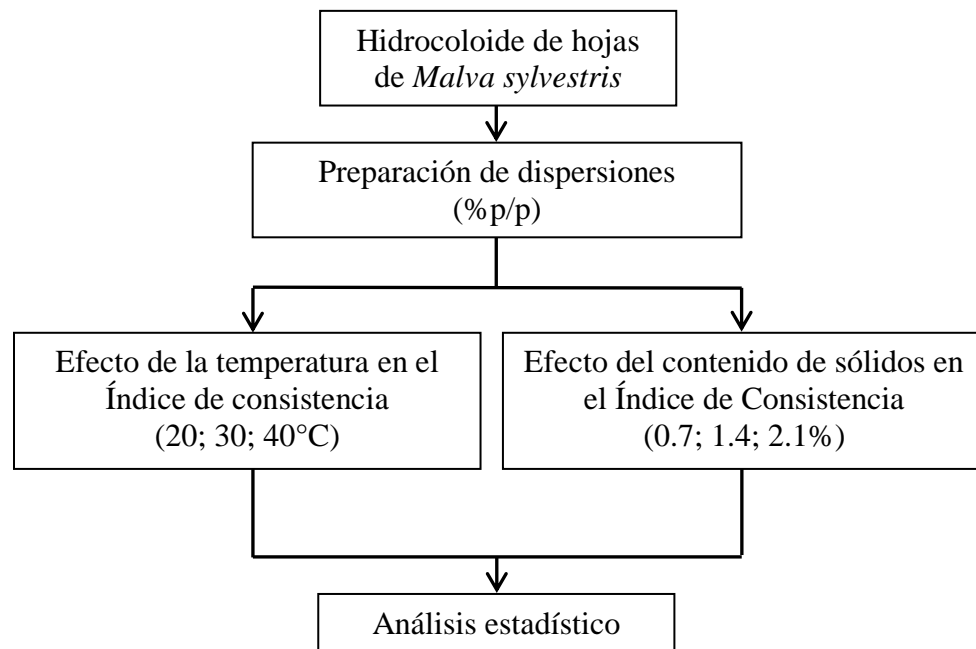 Hidrocoloide de hojas
de Malva sylvestris
Preparación de dispersiones
(%p/p)
Efecto de la temperatura en el
Índice de consistencia
(20; 30; 40°C)
Efecto del contenido de sólidos en
el Índice de Consistencia
(0.7; 1.4; 2.1%)
Análisis estadístico